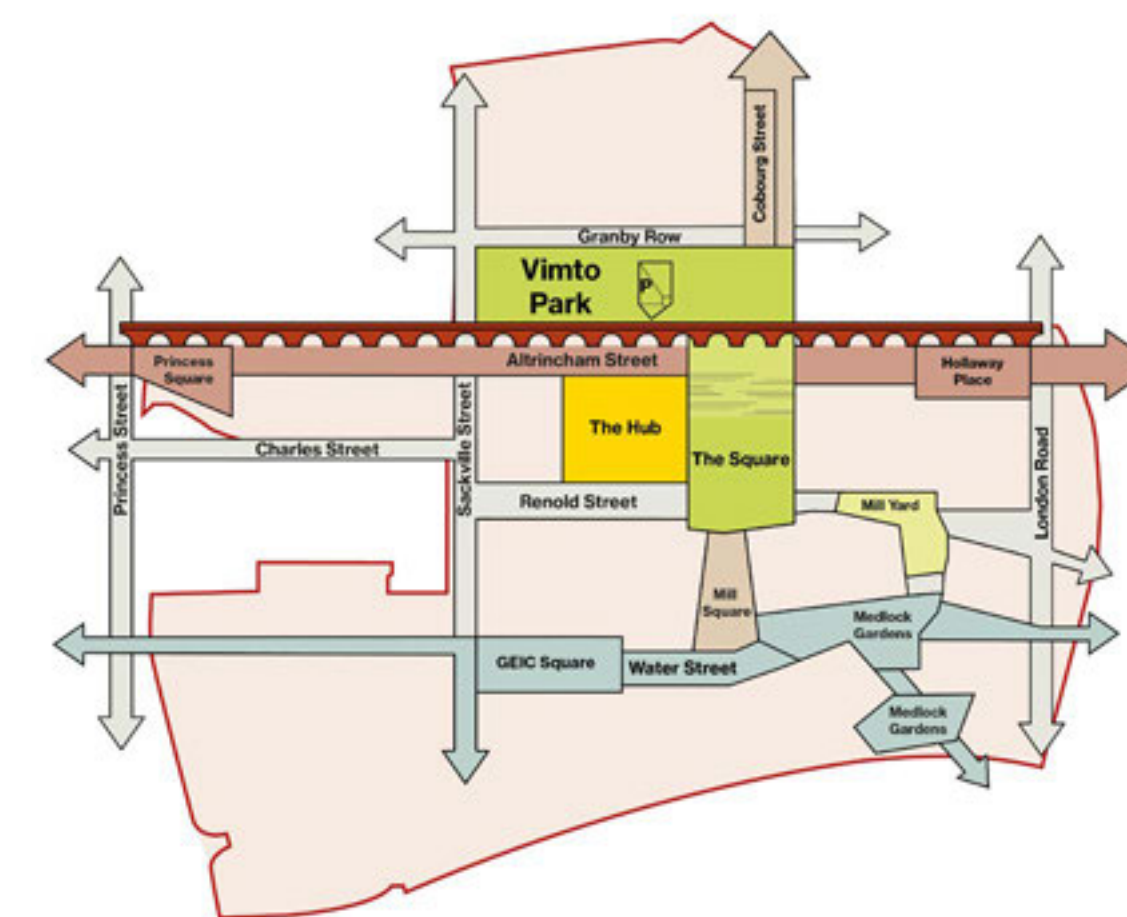 Cobourg Street
Granby Row
Vimto
Park
P
Altrincham Street
Princess
Square
Hollaway
Place
The Hub
Princess Street
Charles Street
Sackville Street
The Square
London Road
Renold Street
Mill Yard
Mill
Square
Medlock
Gardens
GEIC Square
Water Street
Medlock
Gardens